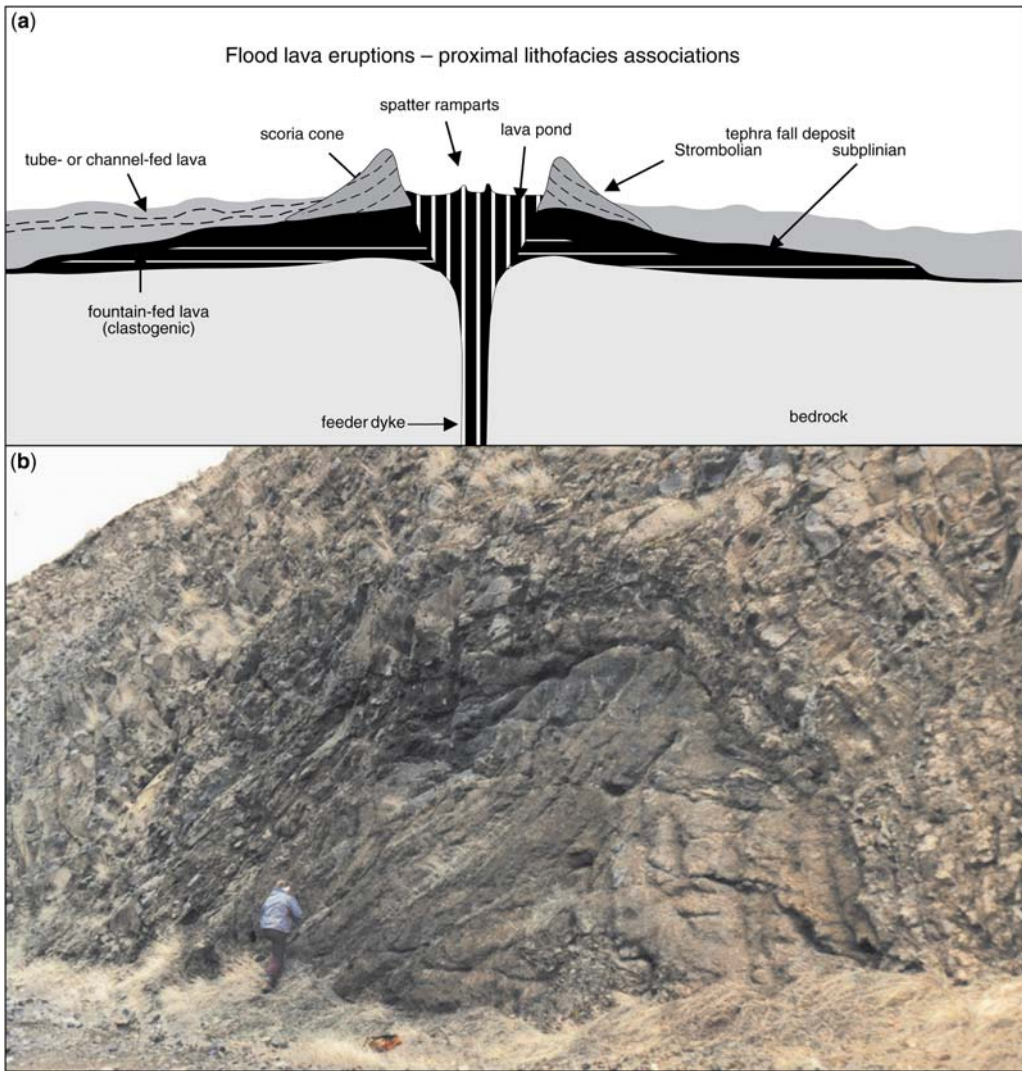 (a)
Flood lava eruptions – proximal lithofacies associations
spatter ramparts
scoria cone
lava pond
tephra fall deposit
tube- or channel-fed lava
Strombolian
subplinian
fountain-fed lava
(clastogenic)
feeder dyke
bedrock
(b)